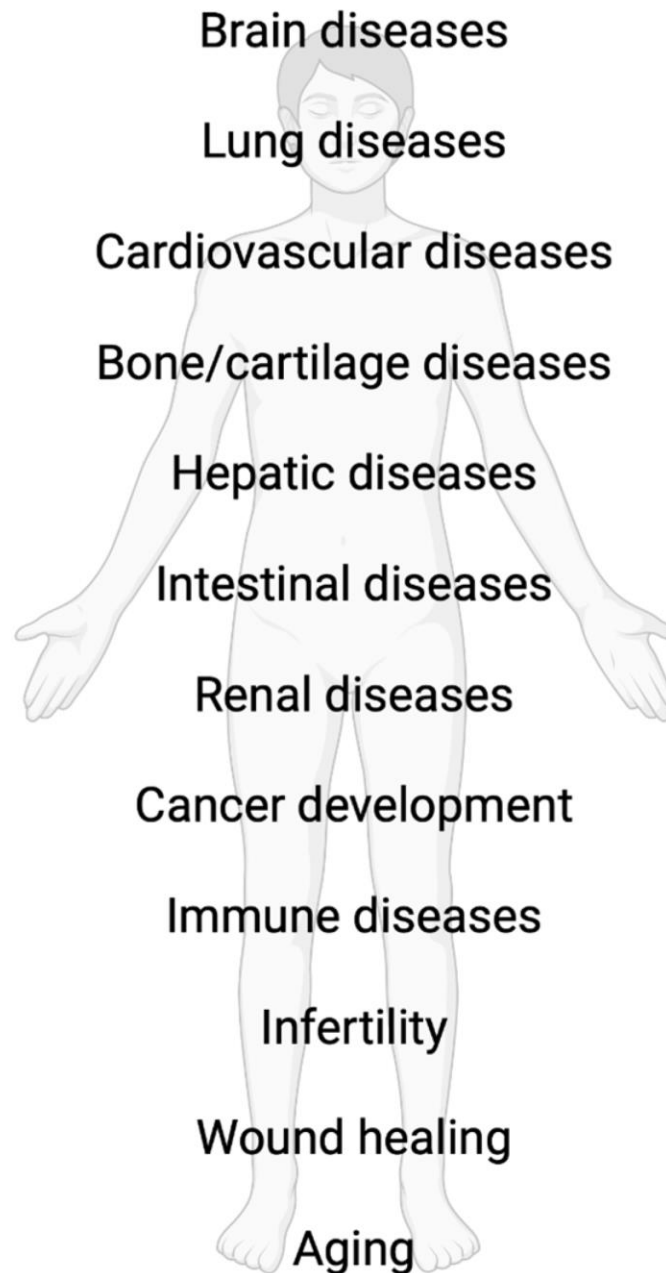 Brain diseases
Lung diseases
Cardiovascular diseases
Bone/cartilage diseases
Hepatic diseases
Intestinal diseases
Renal diseases
Cancer development
Immune diseases
Infertility
Wound healing
Aging